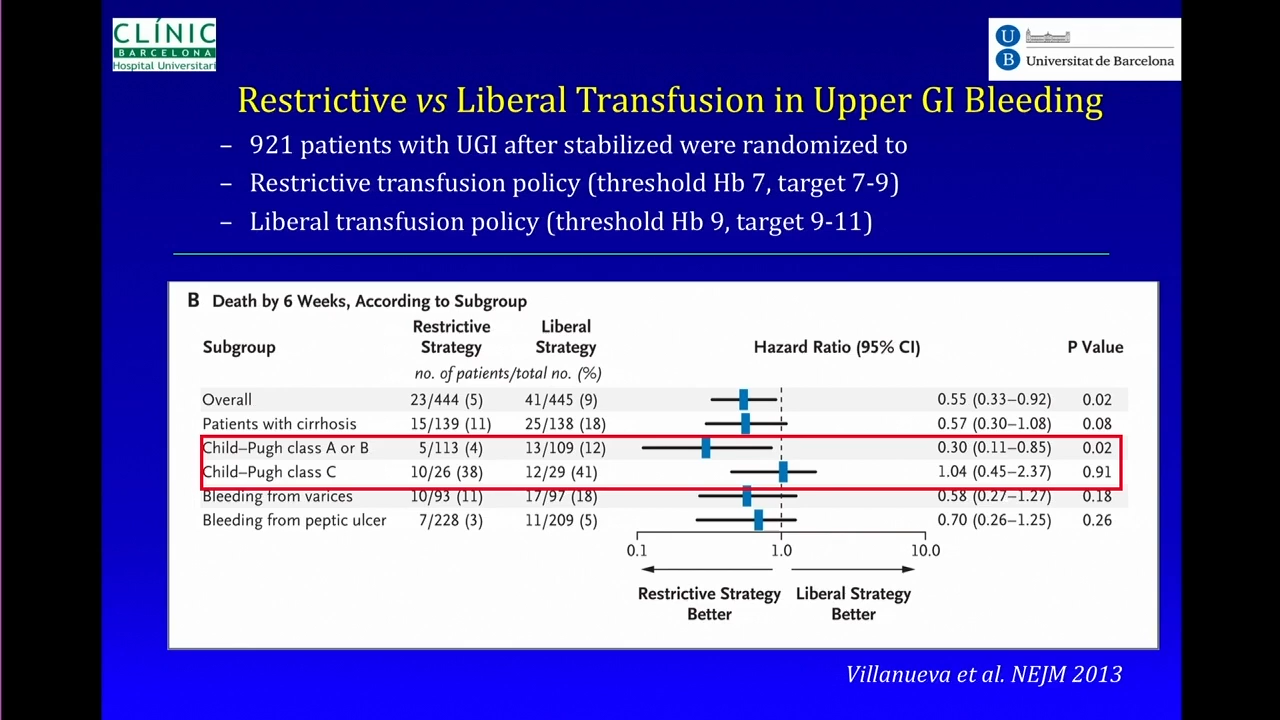 CLÍNIC
BARCELONA
Hospital Universitari
U
B
Universitat de Barcelona
Restrictive vs Liberal Transfusion in Upper GI Bleeding
– 921 patients with UGI after stabilized were randomized to
– Restrictive transfusion policy (threshold Hb 7, target 7-9)
– Liberal transfusion policy (threshold Hb 9, target 9-11)
B Death by 6 Weeks, According to Subgroup
Subgroup Restrictive Strategy Liberal Strategy Hazard Ratio (95% CI) P Value
no. of patients/total no. (%)
Overall 23/444 (5) 41/445 (9) 0.55 (0.33–0.92) 0.02
Patients with cirrhosis 15/139 (11) 25/138 (18) 0.57 (0.30–1.08) 0.08
Child–Pugh class A or B 5/113 (4) 13/109 (12) 0.30 (0.11–0.85) 0.02
Child–Pugh class C 10/26 (38) 12/29 (41) 1.04 (0.45–2.37) 0.91
Bleeding from varices 10/93 (11) 17/97 (18) 0.58 (0.27–1.27) 0.18
Bleeding from peptic ulcer 7/228 (3) 11/209 (5) 0.70 (0.26–1.25) 0.26
0.1 1.0 10.0
Restrictive Strategy Better Liberal Strategy Better
Villanueva et al. NEJM 2013